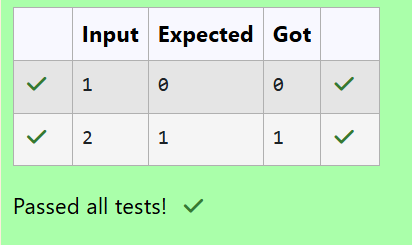 Input Expected Got
1 0 0
2 1 1
Passed all tests!